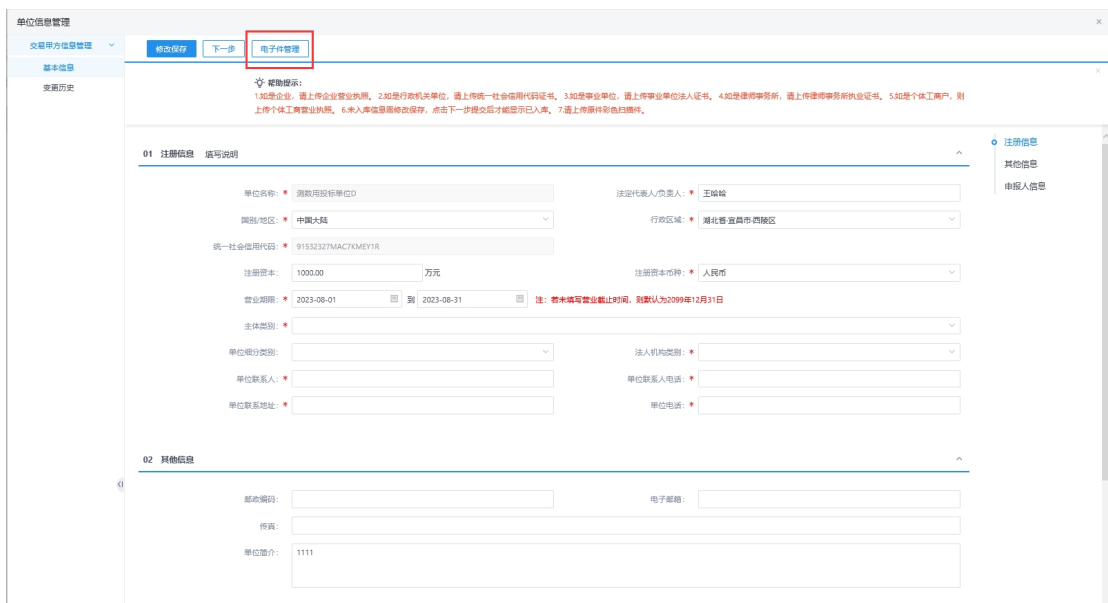 单位信息管理
交易甲方信息管理
基本信息
变更历史
修改保存 下一步 电子件管理
帮助提示：
1.如是企业，请上传企业营业执照。 2.如是行政机关单位，请上传统一社会信用代码证书。 3.如是事业单位，请上传事业单位法人证书。 4.如是律师事务所，请上传律师事务所执业证书。 5.如是个体工商户，则
上传个体工商营业执照。 6.未入库信息需修改保存，点击下一步提交后才能显示已入库。 7.请上传原件彩色扫描件。
注册信息
其他信息
申报人信息
01 注册信息 填写说明
单位名称：* 测数用投标单位D 法定代表人/负责人：* 王哈哈
国别/地区：* 中国大陆 行政区域：* 湖北省·宜昌市·西陵区
统一社会信用代码：* 91532327MAC7KMEY1R
注册资本： 1000.00 万元 注册资本币种：* 人民币
营业期限：* 2023-08-01 到 2023-08-31 注：若未填写营业截止时间，则默认为2099年12月31日
主体类别：*
单位细分类别： 法人机构类别：*
单位联系人：* 单位联系人电话：*
单位联系地址：* 单位电话：*
02 其他信息
邮政编码： 电子邮箱：
传真：
单位简介： 1111